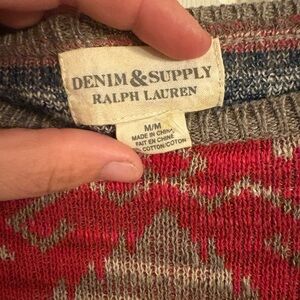 DENIM & SUPPLY
RALPH LAUREN
M/M
MADE IN CHINA
FAIT EN CHINE
COTTON/COTON